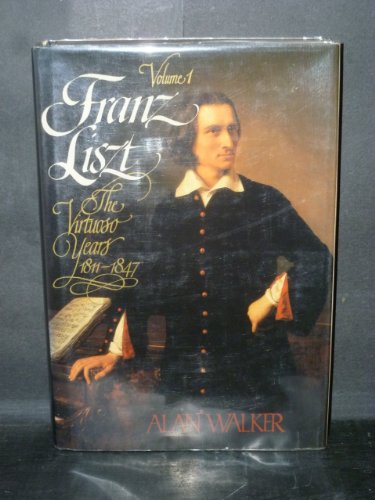 Volume 1
Franz
Liszt
The
Virtuoso
Years
1811–1847
ALAN WALKER